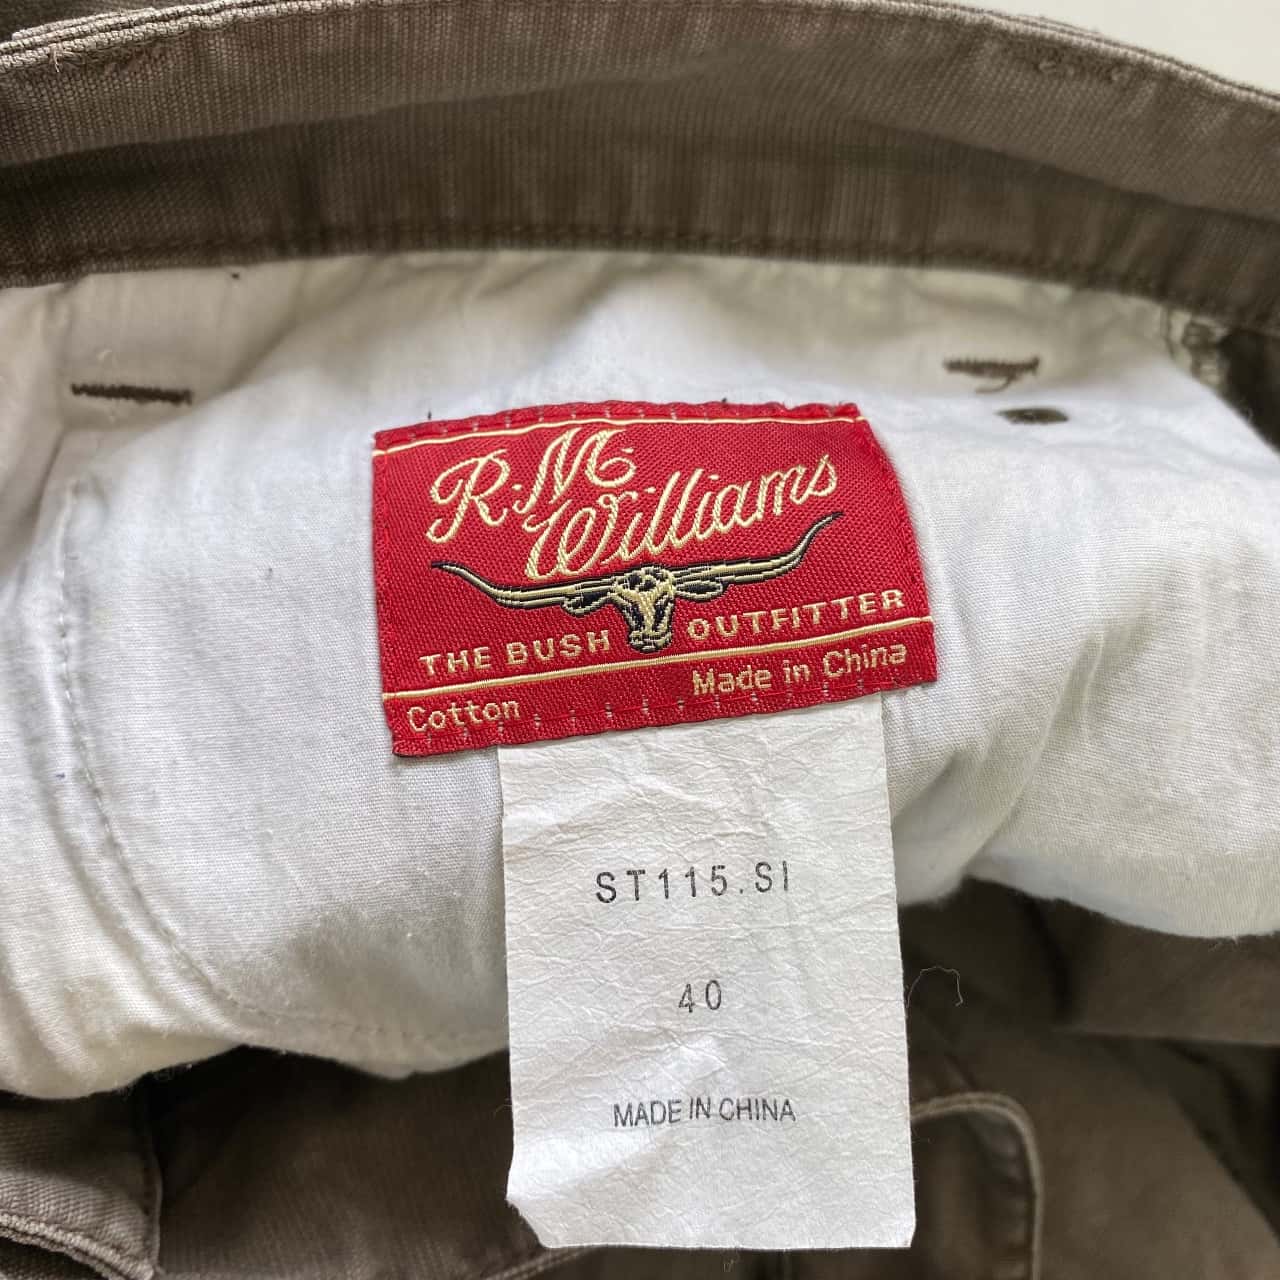 R.M.
Williams
THE BUSH OUTFITTER
Cotton Made in China
ST115.SI
40
MADE IN CHINA